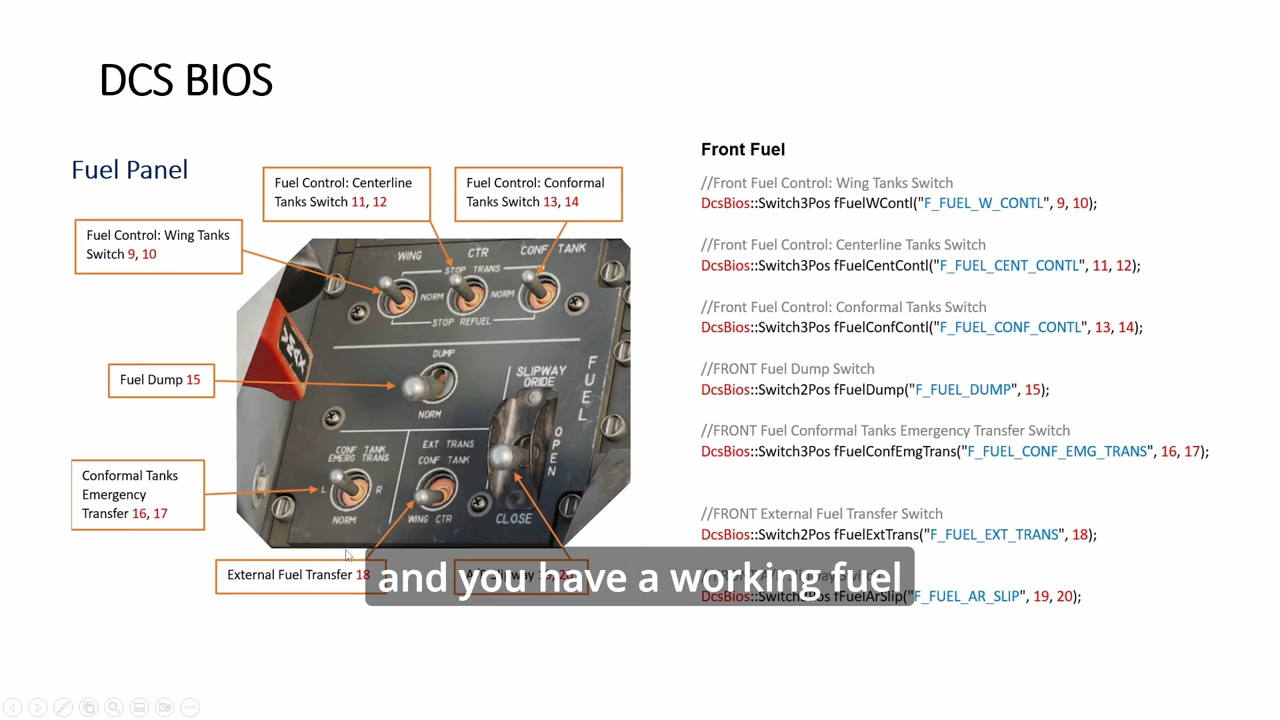 DCS BIOS
Fuel Panel
Fuel Control: Centerline
Tanks Switch 11, 12
Fuel Control: Conformal
Tanks Switch 13, 14
Fuel Control: Wing Tanks
Switch 9, 10
Fuel Dump 15
Conformal Tanks
Emergency
Transfer 16, 17
External Fuel Transfer 18
WING
CTR
CONF TANK
STOP TRANS
NORM
NORM
STOP REFUEL
DUMP
NORM
SLIPWAY
ORIDE
FUEL
OPEN
CLOSE
CONF TANK
EMERG TRANS
L
R
NORM
EXT TRANS
CONF TANK
WING CTR
Front Fuel
//Front Fuel Control: Wing Tanks Switch
DcsBios::Switch3Pos fFuelWContl("F_FUEL_W_CONTL", 9, 10);
//Front Fuel Control: Centerline Tanks Switch
DcsBios::Switch3Pos fFuelCentContl("F_FUEL_CENT_CONTL", 11, 12);
//Front Fuel Control: Conformal Tanks Switch
DcsBios::Switch3Pos fFuelConfContl("F_FUEL_CONF_CONTL", 13, 14);
//FRONT Fuel Dump Switch
DcsBios::Switch2Pos fFuelDump("F_FUEL_DUMP", 15);
//FRONT Fuel Conformal Tanks Emergency Transfer Switch
DcsBios::Switch3Pos fFuelConfEmgTrans("F_FUEL_CONF_EMG_TRANS", 16, 17);
//FRONT External Fuel Transfer Switch
DcsBios::Switch2Pos fFuelExtTrans("F_FUEL_EXT_TRANS", 18);
fFuelArSlip("F_FUEL_AR_SLIP", 19, 20);
and you have a working fuel